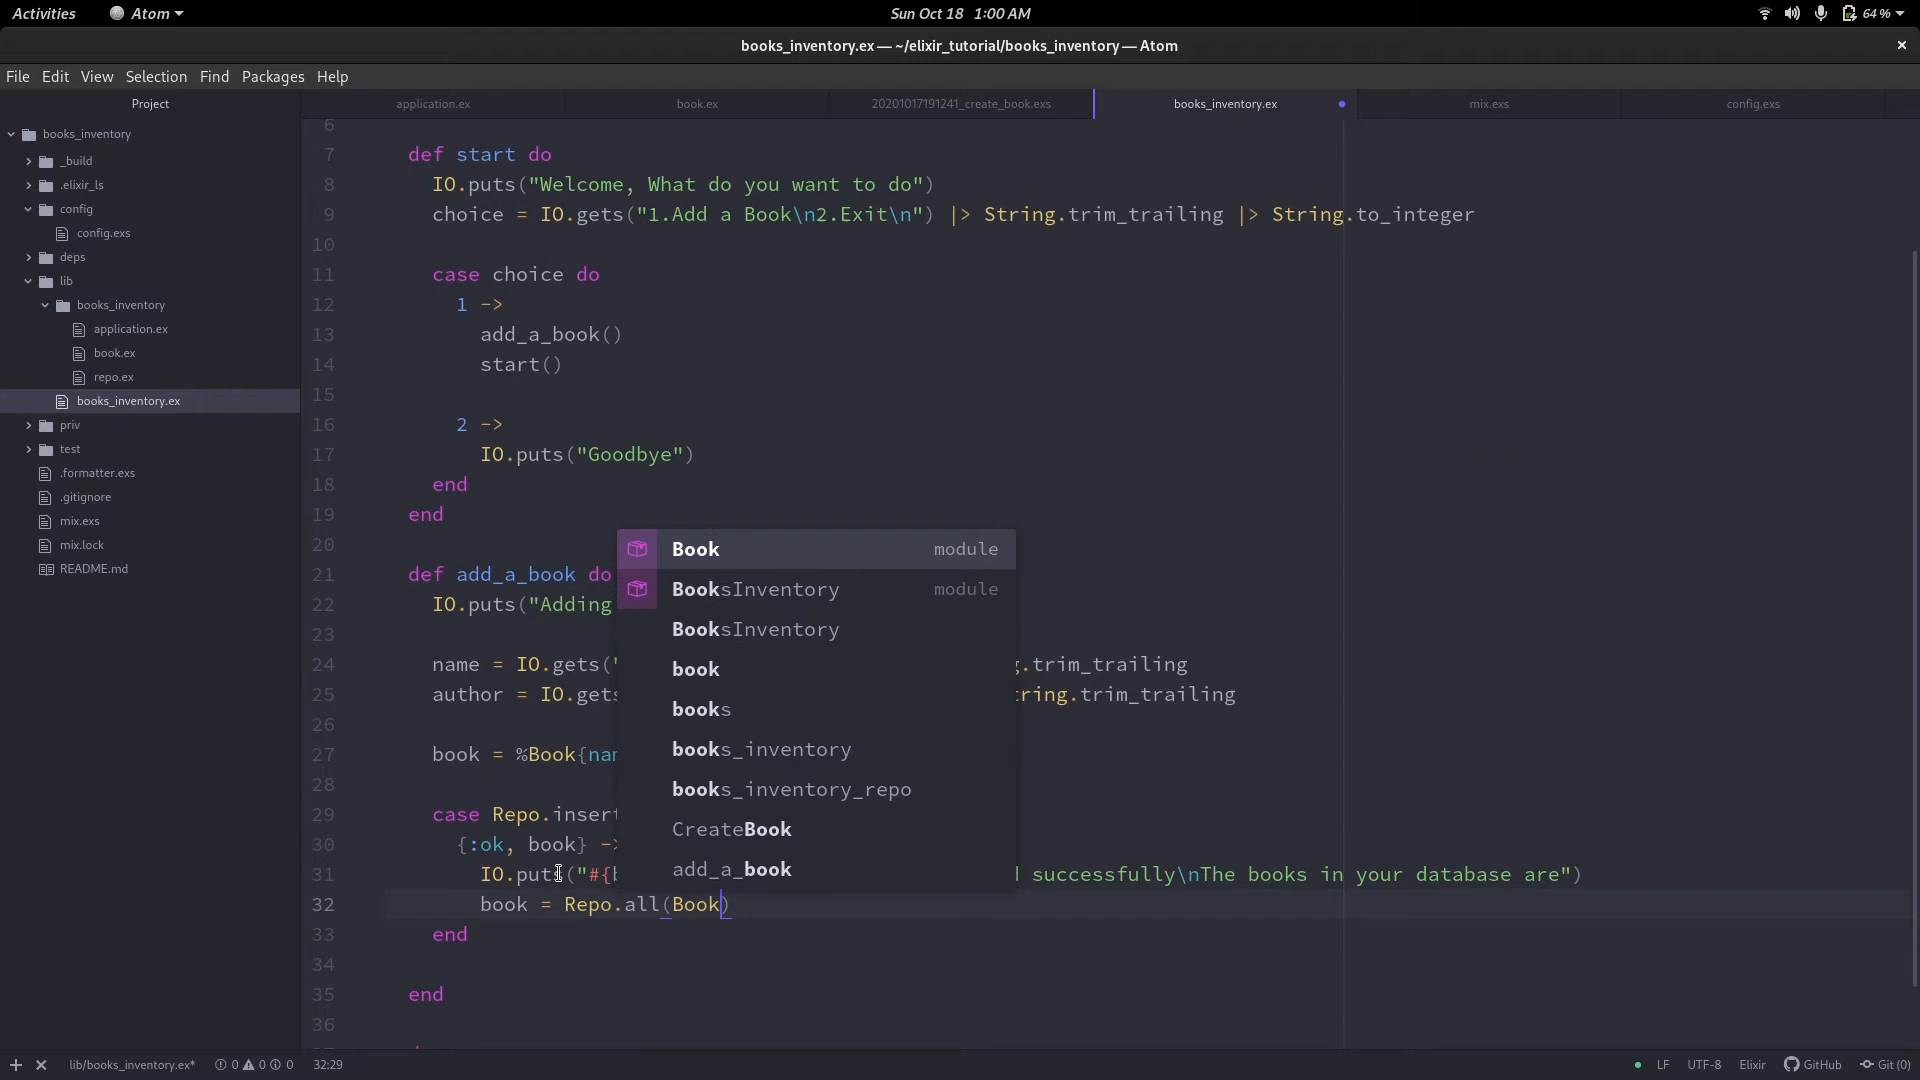 Activities Atom Sun Oct 18 1:00 AM 64 %
books_inventory.ex — ~/elixir_tutorial/books_inventory — Atom
File Edit View Selection Find Packages Help
Project
application.ex book.ex 20201017191241_create_book.exs books_inventory.ex mix.exs config.exs
books_inventory
_build
.elixir_ls
config
config.exs
deps
lib
books_inventory
application.ex
book.ex
repo.ex
books_inventory.ex
priv
test
.formatter.exs
.gitignore
mix.exs
mix.lock
README.md
6
7 def start do
8 IO.puts("Welcome, What do you want to do")
9 choice = IO.gets("1.Add a Book\n2.Exit\n") |> String.trim_trailing |> String.to_integer
10
11 case choice do
12 1 ->
13 add_a_book()
14 start()
15
16 2 ->
17 IO.puts("Goodbye")
18 end
19 end
20
21 def add_a_book do
22 IO.puts("Adding
23
24 name = IO.gets(" .trim_trailing
25 author = IO.gets tring.trim_trailing
26
27 book = %Book{nam
28
29 case Repo.insert
30 {:ok, book} ->
31 IO.puts("#{b successfully\nThe books in your database are")
32 book = Repo.all(Book)
33 end
34
35 end
36
Book module
BooksInventory module
BooksInventory
book
books
books_inventory
books_inventory_repo
CreateBook
add_a_book
lib/books_inventory.ex* 0 0 0 32:29 LF UTF-8 Elixir GitHub Git (0)